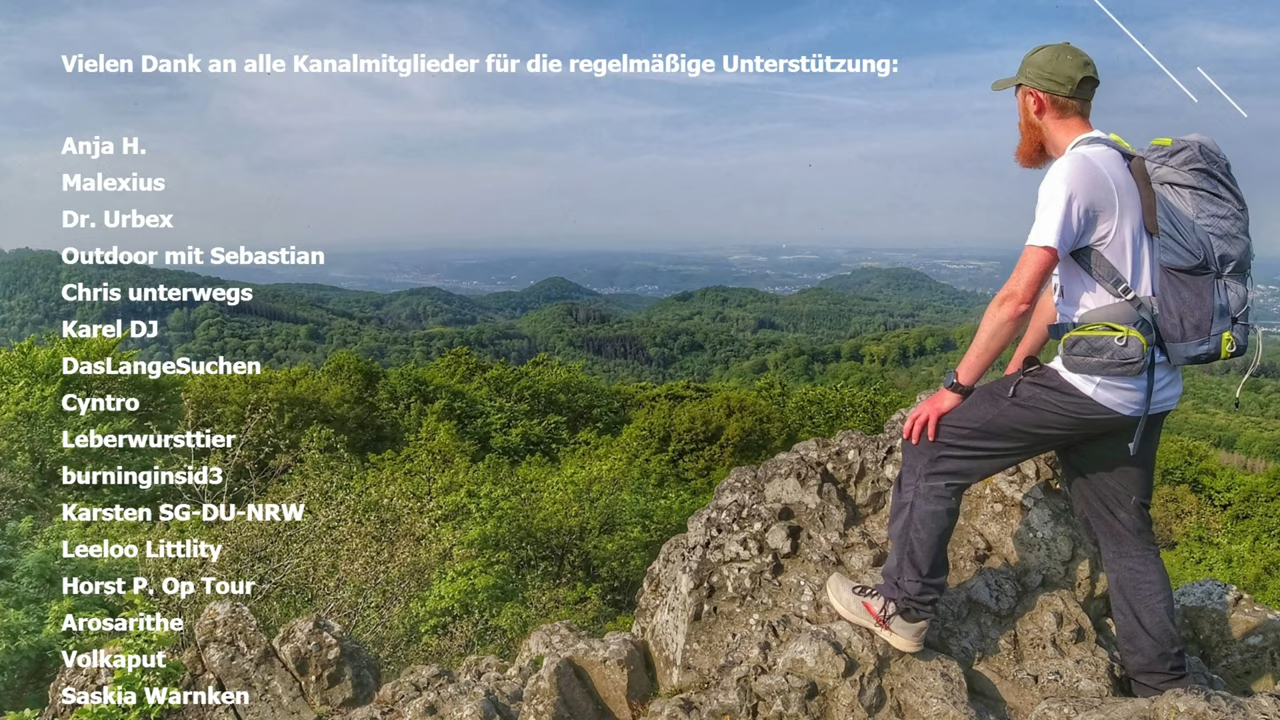 Vielen Dank an alle Kanalmitglieder für die regelmäßige Unterstützung:
Anja H.
Malexius
Dr. Urbex
Outdoor mit Sebastian
Chris unterwegs
Karel DJ
DasLangeSuchen
Cyntro
Leberwursttier
burninginsid3
Karsten SG-DU-NRW
Leeloo Littlity
Horst P. Op Tour
Arosarithe
Volkaput
Saskia Warnken